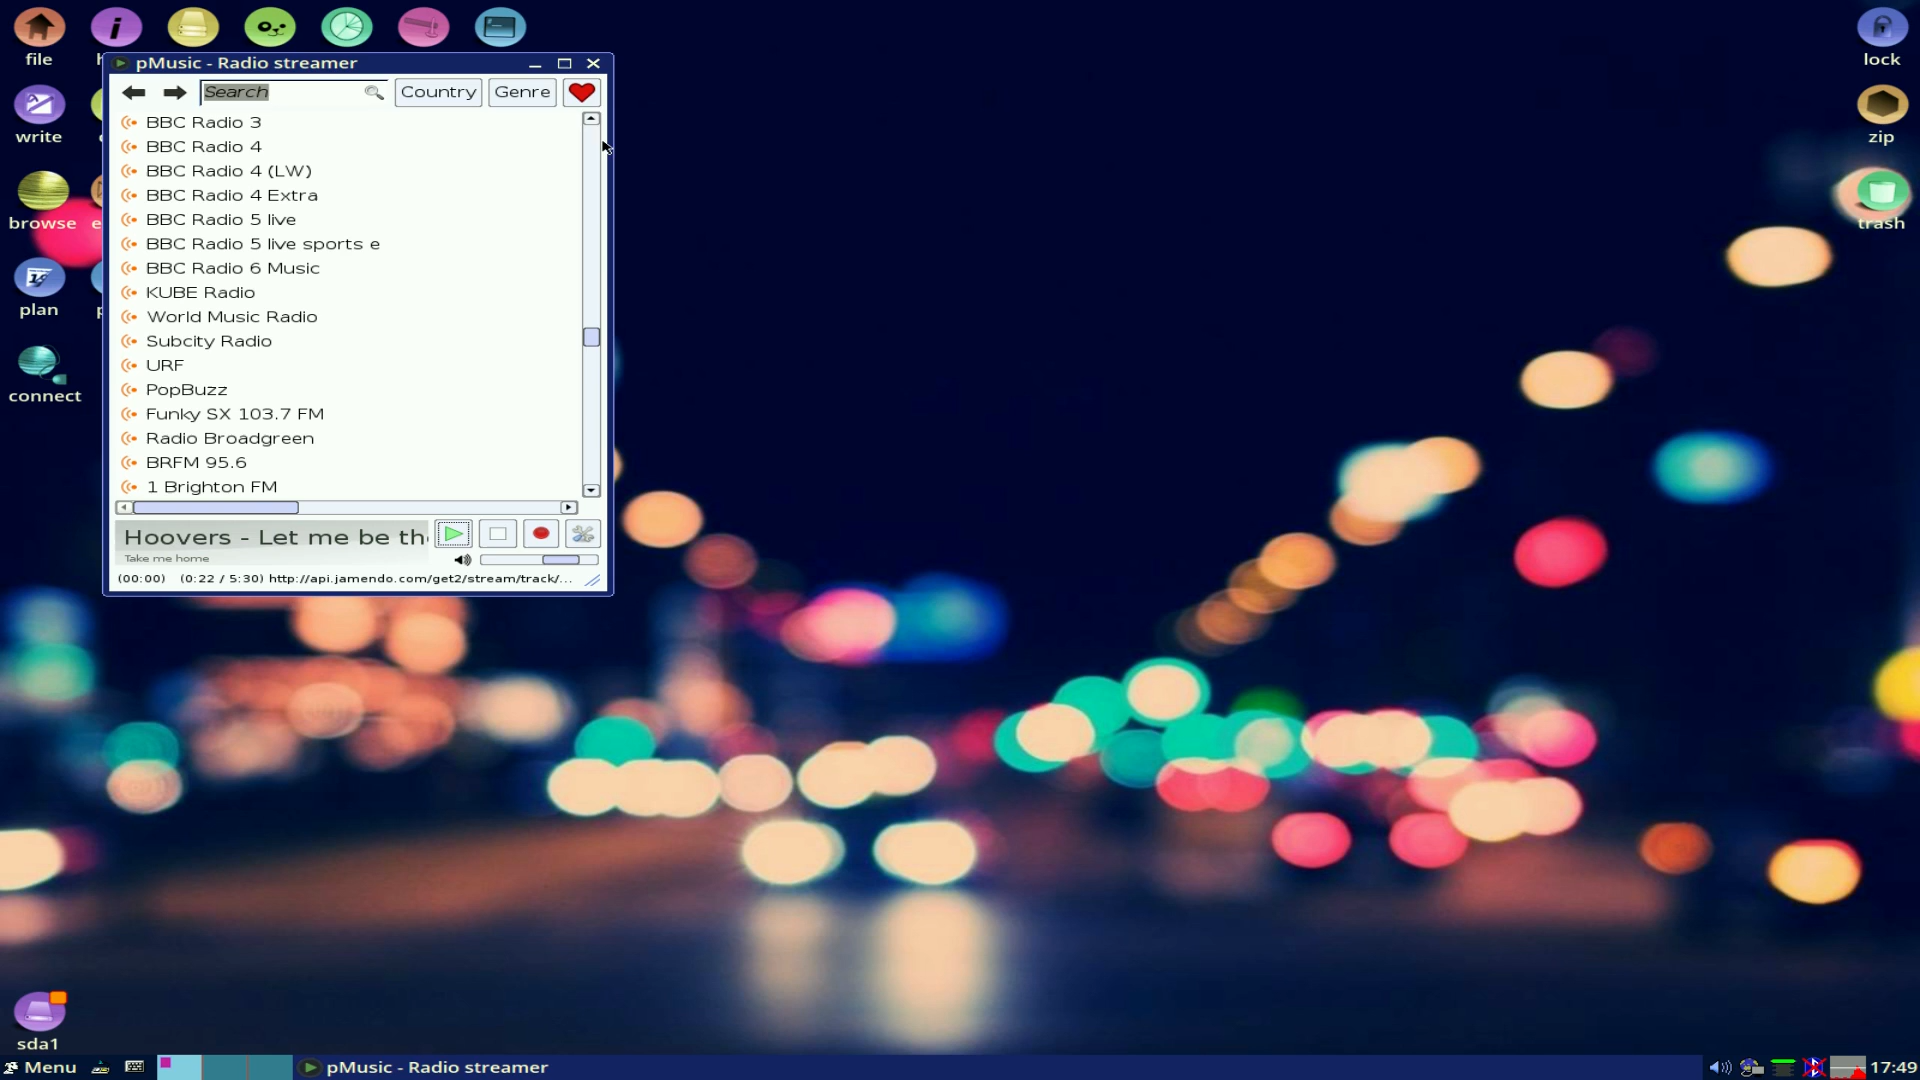 file
lock
pMusic - Radio streamer
Search
Country
Genre
BBC Radio 3
BBC Radio 4
BBC Radio 4 (LW)
BBC Radio 4 Extra
BBC Radio 5 live
BBC Radio 5 live sports e
BBC Radio 6 Music
KUBE Radio
World Music Radio
Subcity Radio
URF
PopBuzz
Funky SX 103.7 FM
Radio Broadgreen
BRFM 95.6
1 Brighton FM
Hoovers - Let me be the
Take me home
(00:00) (0:22 / 5:30) http://api.jamendo.com/get2/stream/track/...
write
zip
browse
trash
plan
connect
sda1
Menu
pMusic - Radio streamer
17:49